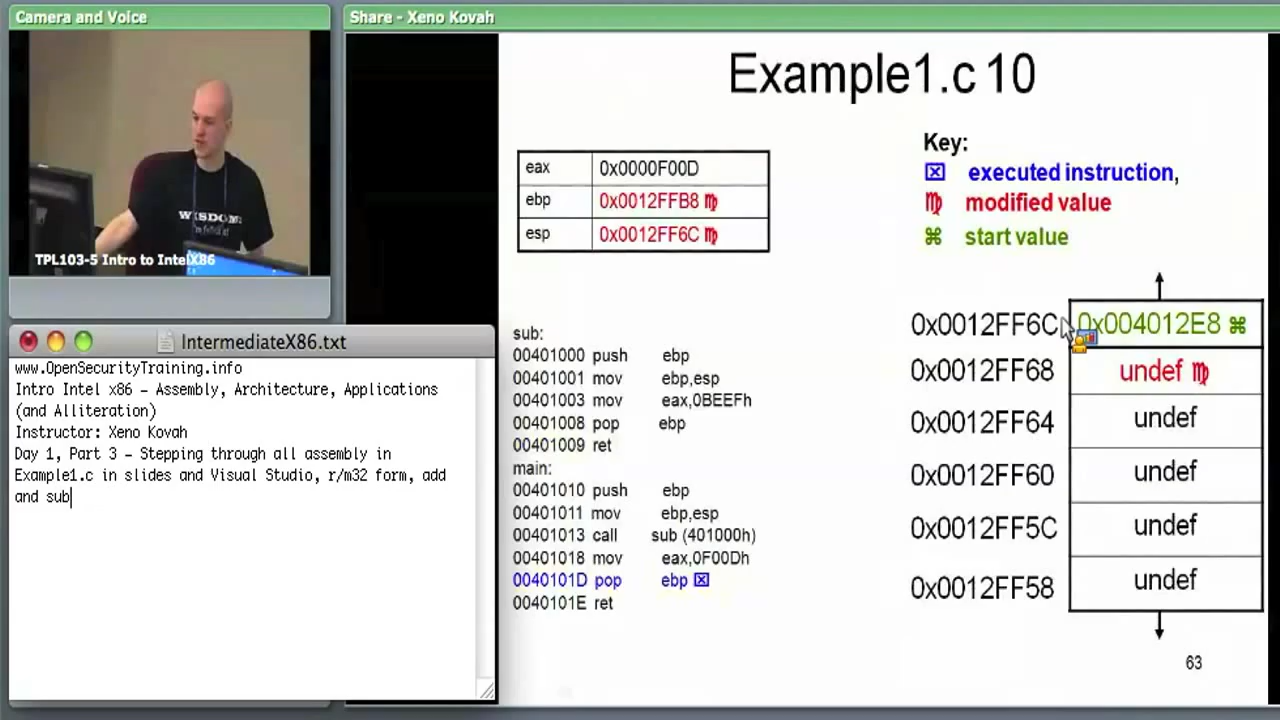 Camera and Voice
Share - Xeno Kovah
WISDOM:
TPL103-5 Intro to IntelX86
IntermediateX86.txt
www.OpenSecurityTraining.info
Intro Intel x86 – Assembly, Architecture, Applications
(and Alliteration)
Instructor: Xeno Kovah
Day 1, Part 3 – Stepping through all assembly in
Example1.c in slides and Visual Studio, r/m32 form, add
and sub
Example1.c 10
eax 0x0000F00D
ebp 0x0012FFB8 ♍
esp 0x0012FF6C ♍
Key:
⌧ executed instruction,
♍ modified value
⌘ start value
sub:
00401000 push ebp
00401001 mov ebp,esp
00401003 mov eax,0BEEFh
00401008 pop ebp
00401009 ret
main:
00401010 push ebp
00401011 mov ebp,esp
00401013 call sub (401000h)
00401018 mov eax,0F00Dh
0040101D pop ebp ⌧
0040101E ret
0x0012FF6C 0x004012E8 ⌘
0x0012FF68 undef ♍
0x0012FF64 undef
0x0012FF60 undef
0x0012FF5C undef
0x0012FF58 undef
63